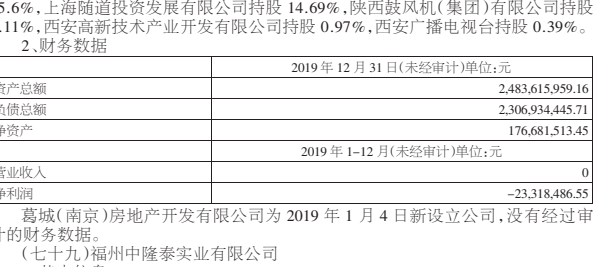 5.6%,上海随道投资发展有限公司持股 14.69%,陕西鼓风机(集团)有限公司持股
.11%,西安高新技术产业开发有限公司持股 0.97%,西安广播电视台持股 0.39%。
2、财务数据
2019 年 12 月 31 日(未经审计)单位:元
资产总额 2,483,615,959.16
负债总额 2,306,934,445.71
净资产 176,681,513.45
2019 年 1-12 月(未经审计)单位:元
营业收入 0
净利润 -23,318,486.55
葛城(南京)房地产开发有限公司为 2019 年 1 月 4 日新设立公司,没有经过审
计的财务数据。
(七十九)福州中隆泰实业有限公司